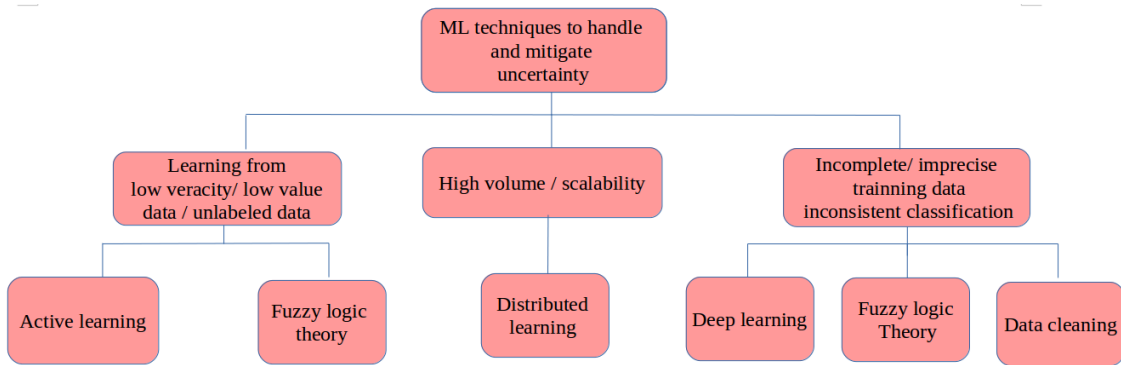 ML techniques to handle
and mitigate
uncertainty
Learning from
low veracity/ low value
data / unlabeled data
High volume / scalability
Incomplete/ imprecise
trainning data
inconsistent classification
Active learning
Fuzzy logic
theory
Distributed
learning
Deep learning
Fuzzy logic
Theory
Data cleaning